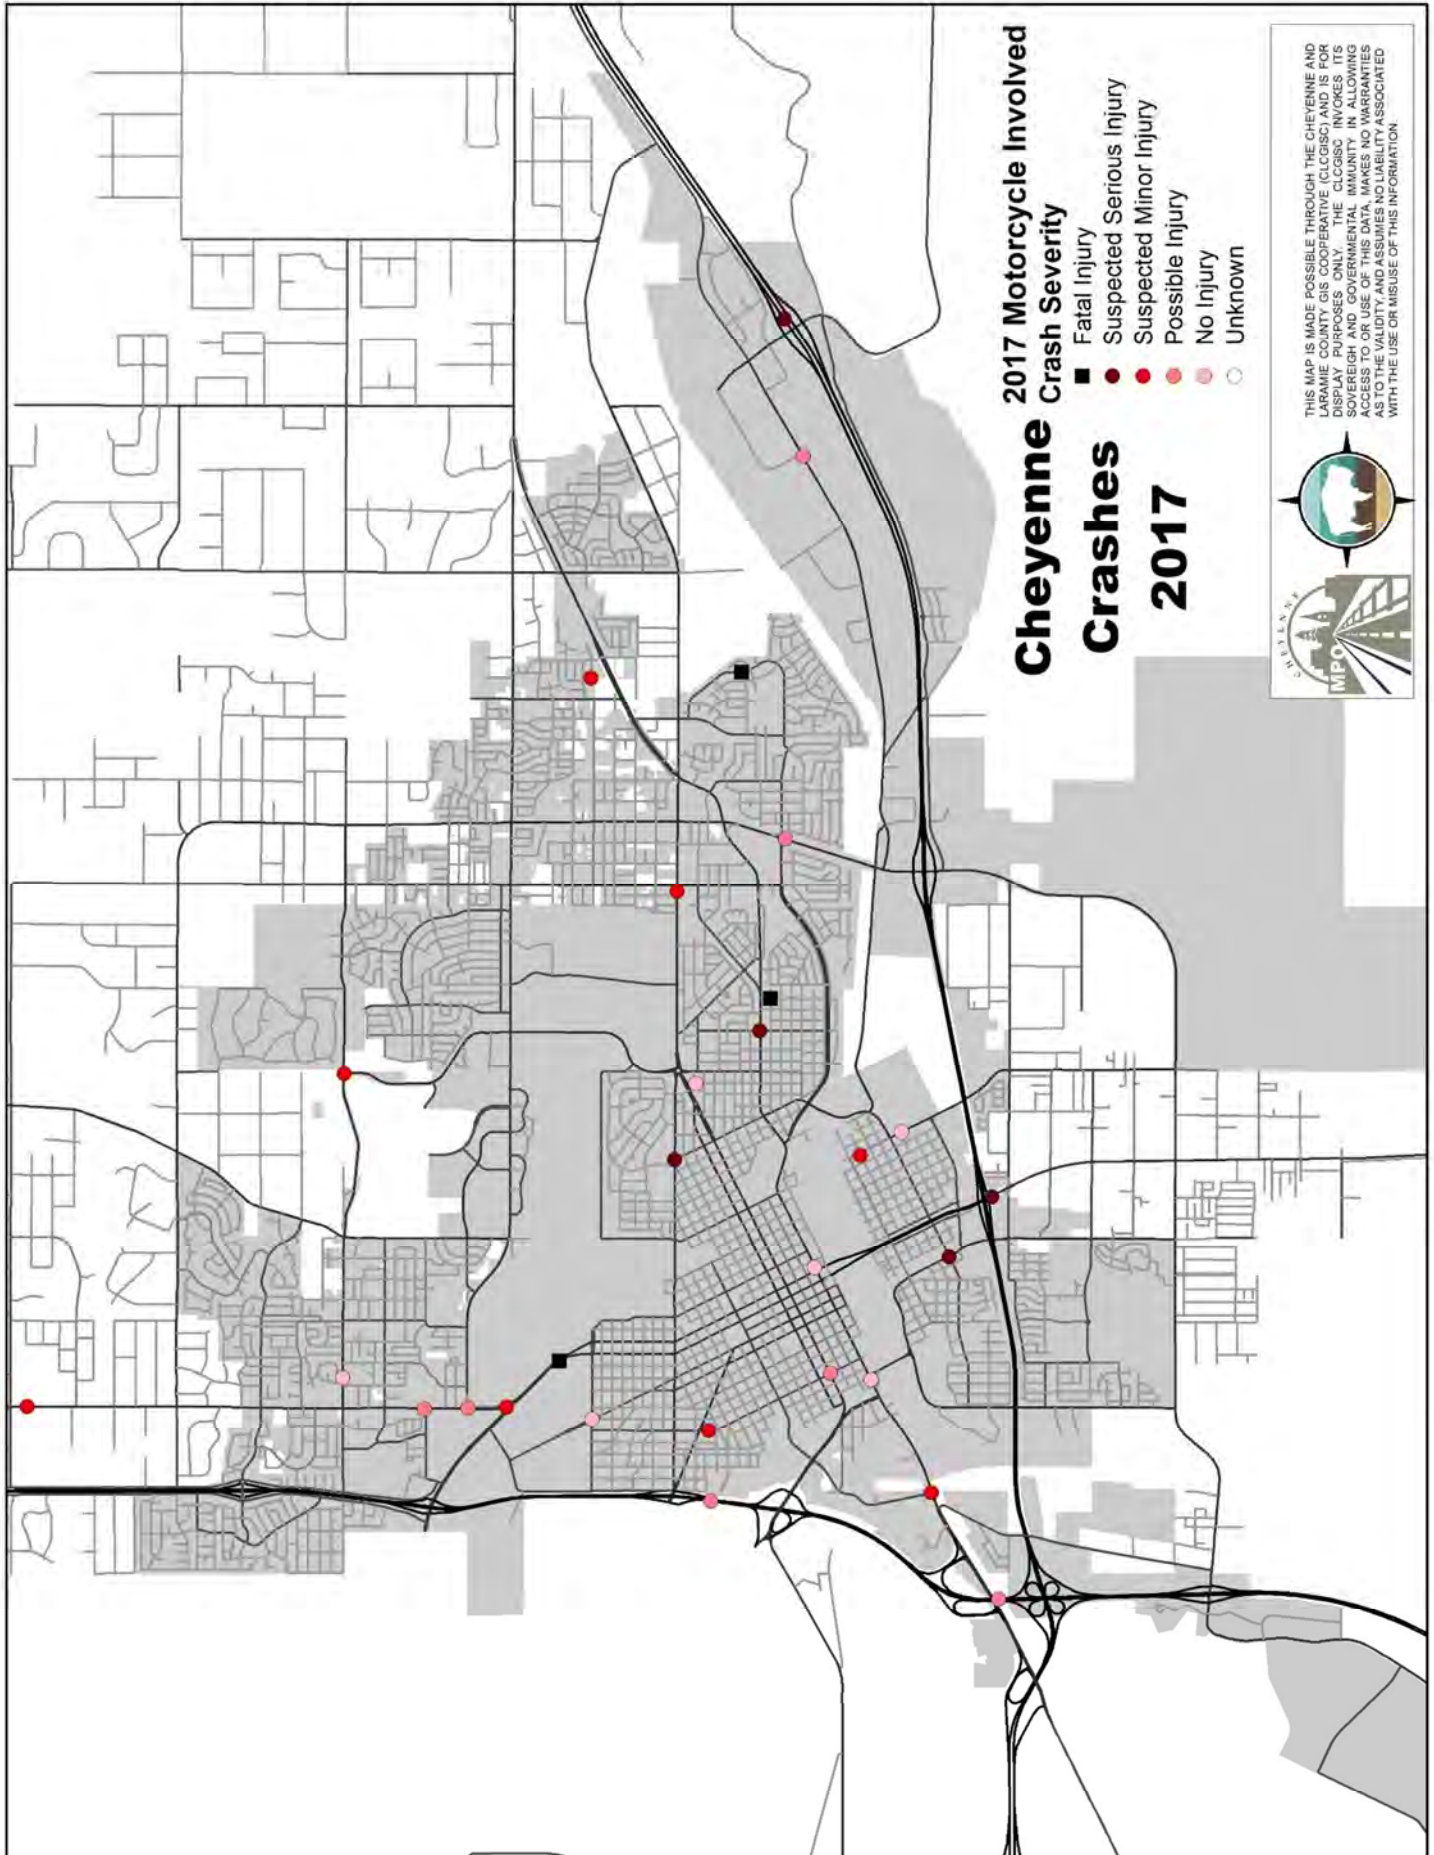 Cheyenne
Crashes
2017
2017 Motorcycle Involved
Crash Severity
Fatal Injury
Suspected Serious Injury
Suspected Minor Injury
Possible Injury
No Injury
Unknown
CHEYENNE
MPO
THIS MAP IS MADE POSSIBLE THROUGH THE CHEYENNE AND
LARAMIE COUNTY GIS COOPERATIVE (CLCGISC) AND IS FOR
DISPLAY PURPOSES ONLY. THE CLCGISC INVOKES ITS
SOVEREIGH AND GOVERNMENTAL IMMUNITY IN ALLOWING
ACCESS TO OR USE OF THIS DATA, MAKES NO WARRANTIES
AS TO THE VALIDITY, AND ASSUMES NO LIABILITY ASSOCIATED
WITH THE USE OR MISUSE OF THIS INFORMATION.